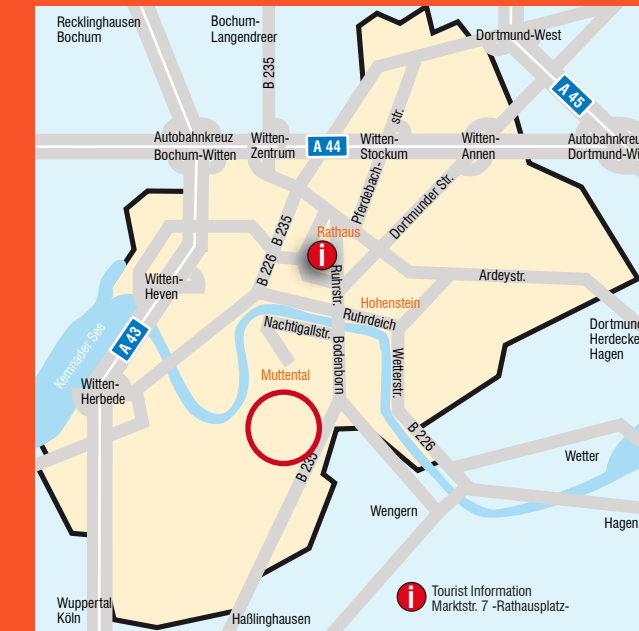 Recklinghausen
Bochum
Bochum-
Langendreer
Dortmund-West
B 235
A 45
str.
Autobahnkreuz
Bochum-Witten
Witten-
Zentrum
A 44
Witten-
Stockum
Witten-
Annen
Autobahnkreu
Dortmund-Wi
Pferdebach-
Dortmunder Str.
B 235
Rathaus
i
B 226
Ruhrstr.
Ardeystr.
Witten-
Heven
Hohenstein
Ruhrdeich
Nachtigallstr.
Kemnader See
A 43
Dortmund
Herdecke
Hagen
Bodenborn
Wetterstr.
Muttental
Witten-
Herbede
B 226
B 235
Wetter
Wengern
Hagen
i
Tourist Information
Marktstr. 7 -Rathausplatz-
Wuppertal
Köln
Haßlinghausen